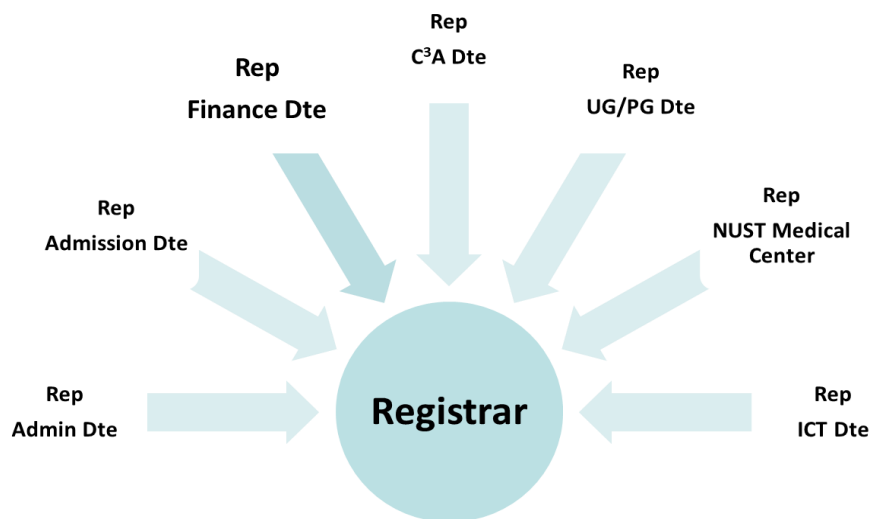 Rep
C³A Dte
Rep
Finance Dte
Rep
UG/PG Dte
Rep
Admission Dte
Rep
NUST Medical
Center
Rep
Admin Dte
Registrar
Rep
ICT Dte